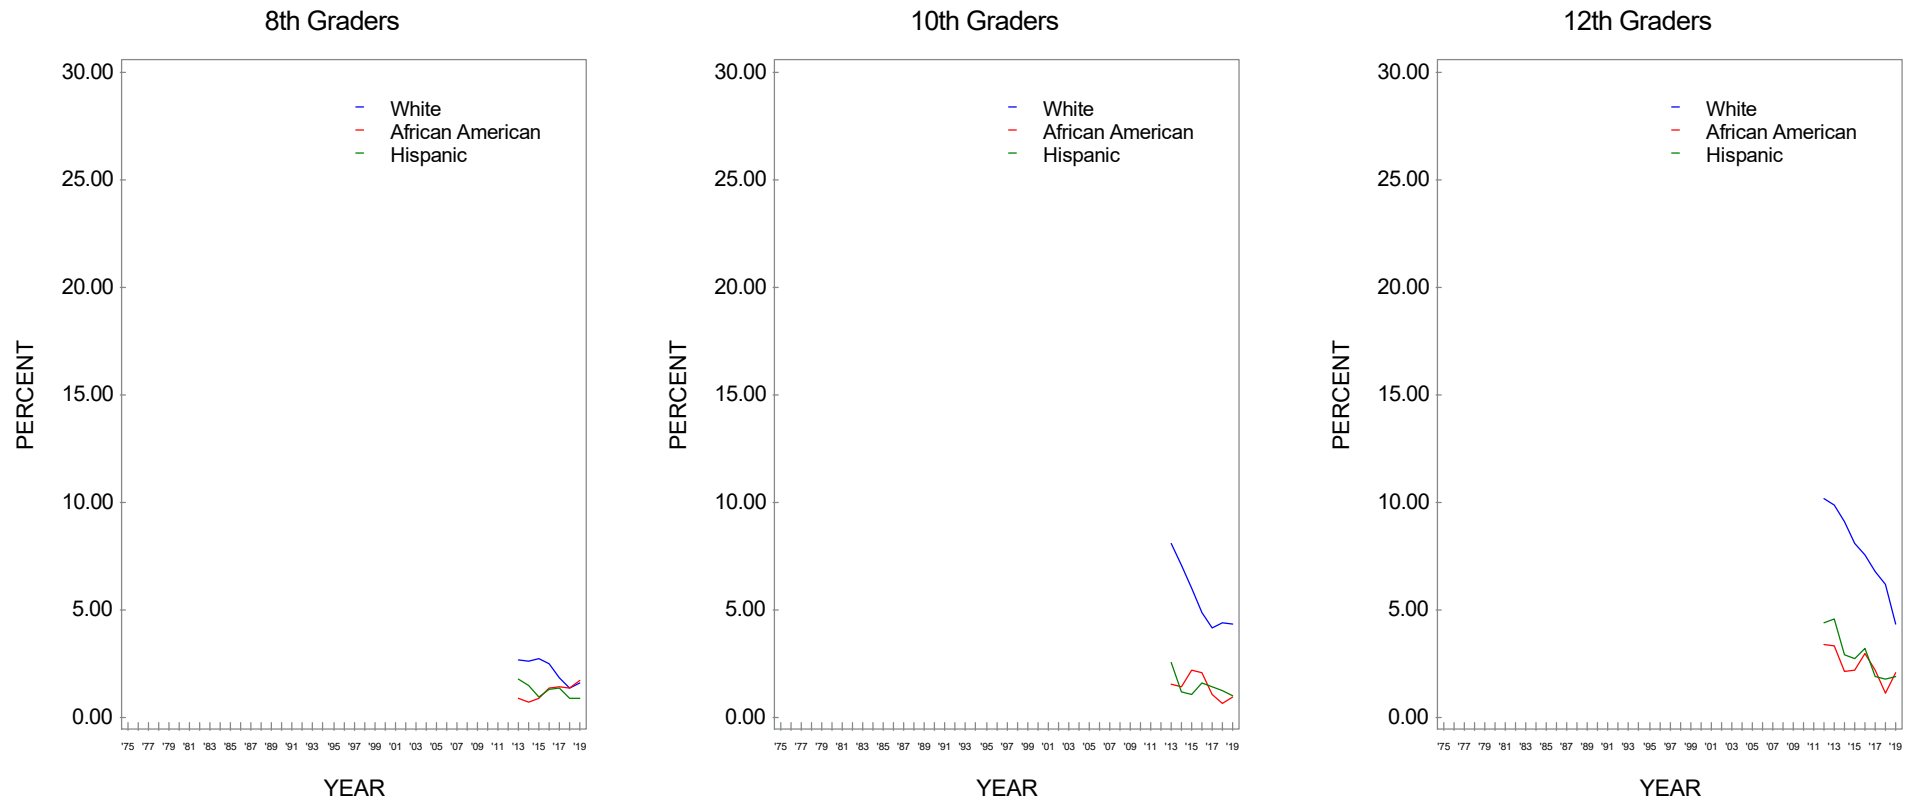 8th Graders
30.00
25.00
20.00
15.00
10.00
5.00
0.00
PERCENT
White
African American
Hispanic
'75 '77 '79 '81 '83 '85 '87 '89 '91 '93 '95 '97 '99 '01 '03 '05 '07 '09 '11 '13 '15 '17 '19
YEAR
10th Graders
30.00
25.00
20.00
15.00
10.00
5.00
0.00
PERCENT
White
African American
Hispanic
'75 '77 '79 '81 '83 '85 '87 '89 '91 '93 '95 '97 '99 '01 '03 '05 '07 '09 '11 '13 '15 '17 '19
YEAR
12th Graders
30.00
25.00
20.00
15.00
10.00
5.00
0.00
PERCENT
White
African American
Hispanic
'75 '77 '79 '81 '83 '85 '87 '89 '91 '93 '95 '97 '99 '01 '03 '05 '07 '09 '11 '13 '15 '17 '19
YEAR